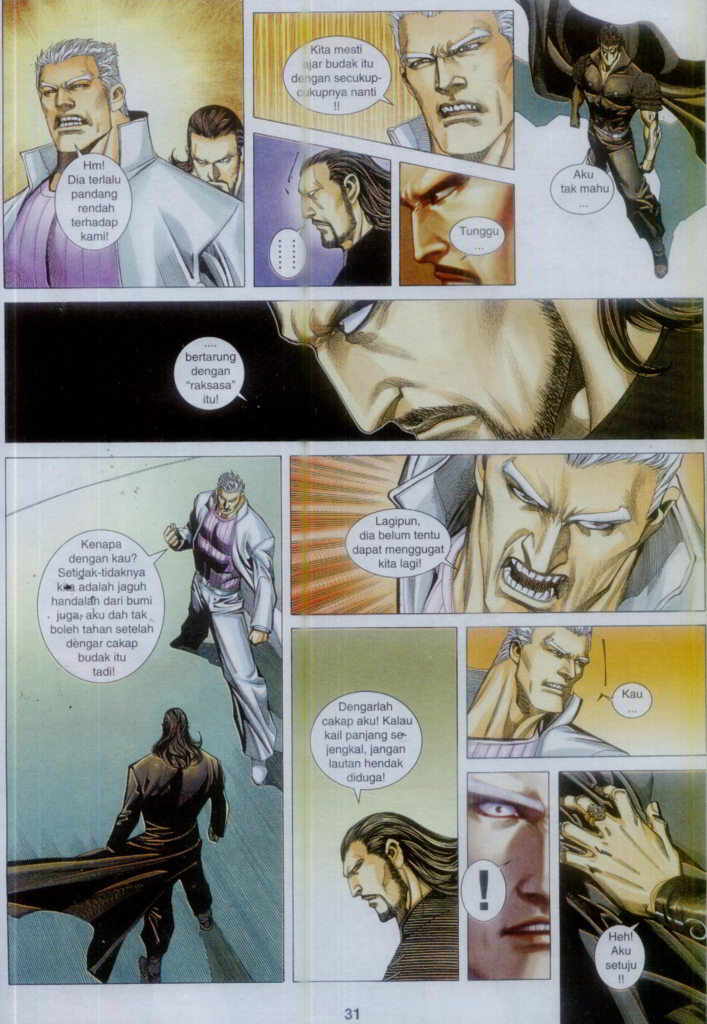 Hm!
Dia terlalu
pandang
rendah
terhadap
kami!
Kita mesti
ajar budak itu
dengan secukup-
cukupnya nanti
!!
......
Tunggu
...
Aku
tak mahu
...
....
bertarung
dengan
"raksasa"
itu!
Kenapa
dengan kau?
Setigak-tidaknya
kita adalah jaguh
handalan dari bumi
juga, aku dah tak
boleh tahan setelah
dengar cakap
budak itu
tadi!
Lagipun,
dia belum tentu
dapat menggugat
kita lagi!
Dengarlah
cakap aku! Kalau
kail panjang se-
jengkal, jangan
lautan hendak
diduga!
Kau
...
!
Heh!
Aku
setuju
!!
31